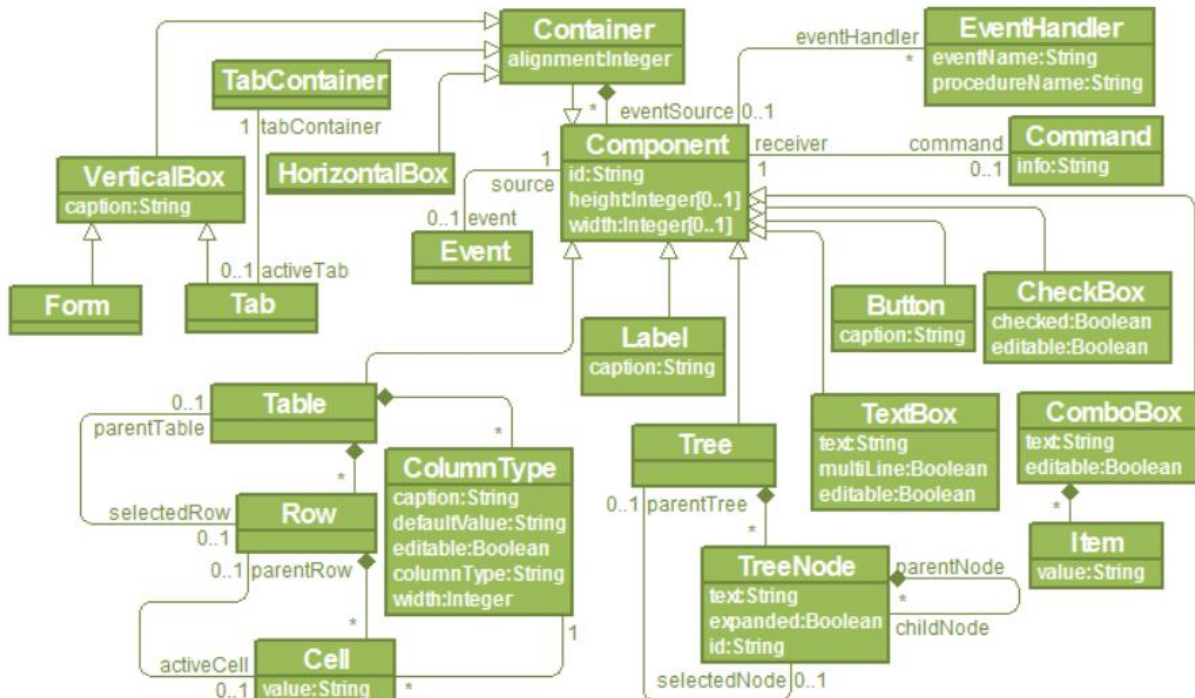 Container
alignment:Integer
EventHandler
eventName:String
procedureName:String
eventHandler
*
TabContainer
1 tabContainer
* eventSource 0..1
Component
id:String
height:Integer[0..1]
width:Integer[0..1]
receiver
1
command
0..1
Command
info:String
VerticalBox
caption:String
HorizontalBox
1
source
0..1 event
Event
0..1 activeTab
Form
Tab
Label
caption:String
Button
caption:String
CheckBox
checked:Boolean
editable:Boolean
0..1
parentTable
Table
*
*
ColumnType
caption:String
defaultValue:String
editable:Boolean
columnType:String
width:Integer
Tree
TextBox
text:String
multiLine:Boolean
editable:Boolean
ComboBox
text:String
editable:Boolean
*
Item
value:String
selectedRow
0..1
Row
0..1 parentRow
*
0..1 parentTree
*
TreeNode
text:String
expanded:Boolean
id:String
parentNode
*
childNode
activeCell
0..1
Cell
value:String
1
*
selectedNode 0..1